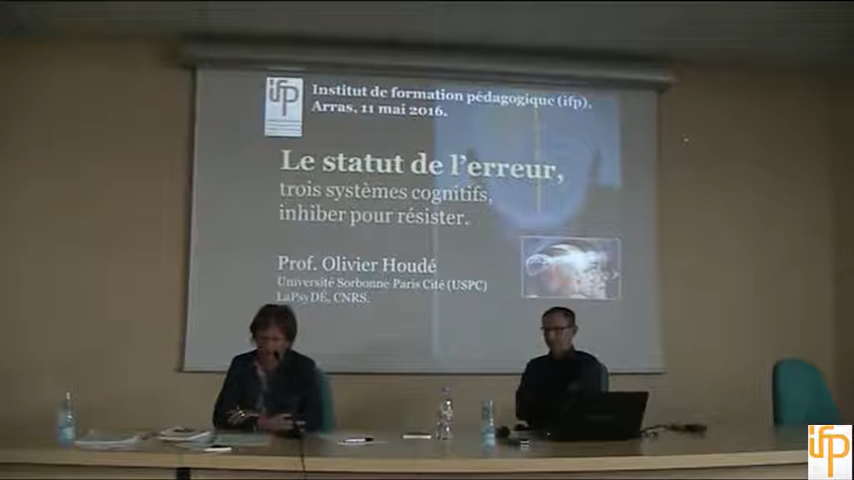 ifp
Institut de formation pédagogique (ifp),
Arras, 11 mai 2016.
Le statut de l'erreur,
trois systèmes cognitifs,
inhiber pour résister.
Prof. Olivier Houdé
Université Sorbonne Paris Cité (USPC)
LaPsyDÉ, CNRS.
ifp